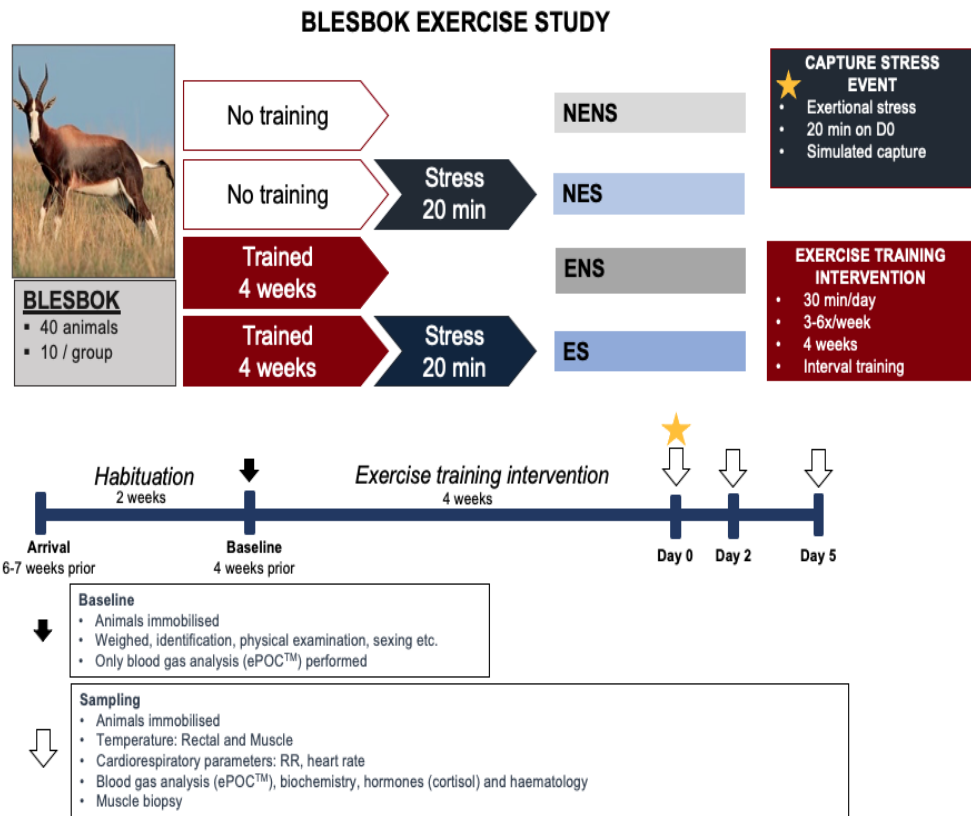 BLESBOK EXERCISE STUDY
BLESBOK
▪ 40 animals
▪ 10 / group
No training
NENS
No training
Stress
20 min
NES
Trained
4 weeks
ENS
Trained
4 weeks
Stress
20 min
ES
CAPTURE STRESS
EVENT
• Exertional stress
• 20 min on D0
• Simulated capture
EXERCISE TRAINING
INTERVENTION
• 30 min/day
• 3-6x/week
• 4 weeks
• Interval training
Habituation
2 weeks
Exercise training intervention
4 weeks
Arrival
6-7 weeks prior
Baseline
4 weeks prior
Day 0
Day 2
Day 5
Baseline
• Animals immobilised
• Weighed, identification, physical examination, sexing etc.
• Only blood gas analysis (ePOC™) performed
Sampling
• Animals immobilised
• Temperature: Rectal and Muscle
• Cardiorespiratory parameters: RR, heart rate
• Blood gas analysis (ePOC™), biochemistry, hormones (cortisol) and haematology
• Muscle biopsy